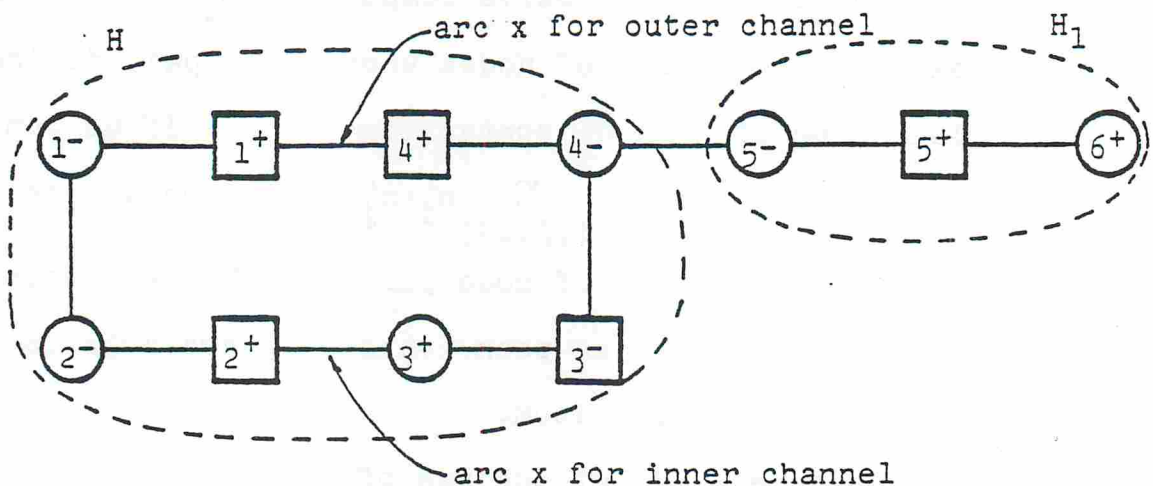 H arc x for outer channel H₁
1⁻ 1⁺ 4⁺ 4- 5- 5⁺ 6⁺
2⁻ 2⁺ 3⁺ 3⁻
arc x for inner channel